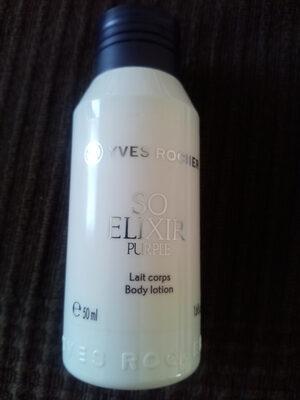 YVES ROCHER
SO
ELIXIR
PURPLE
Lait corps
Body lotion
℮ 50 ml
YVES ROCHER